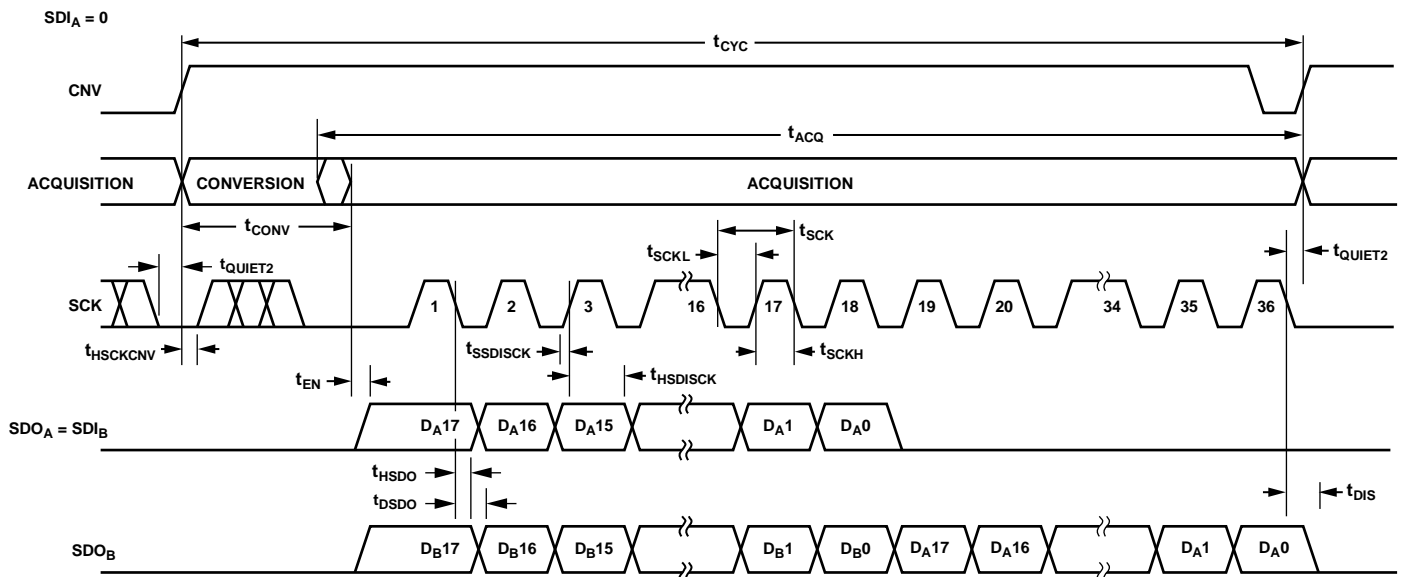 SDIA = 0
tCYC
CNV
tACQ
ACQUISITION CONVERSION ACQUISITION
tCONV
tSCK
tSCKL
tQUIET2 tQUIET2
SCK 1 2 3 16 17 18 19 20 34 35 36
tHSCKCNV tSSDISCK tSCKH
tEN tHSDISCK
SDOA = SDIB DA17 DA16 DA15 DA1 DA0
tHSDO
tDSDO tDIS
SDOB DB17 DB16 DB15 DB1 DB0 DA17 DA16 DA1 DA0